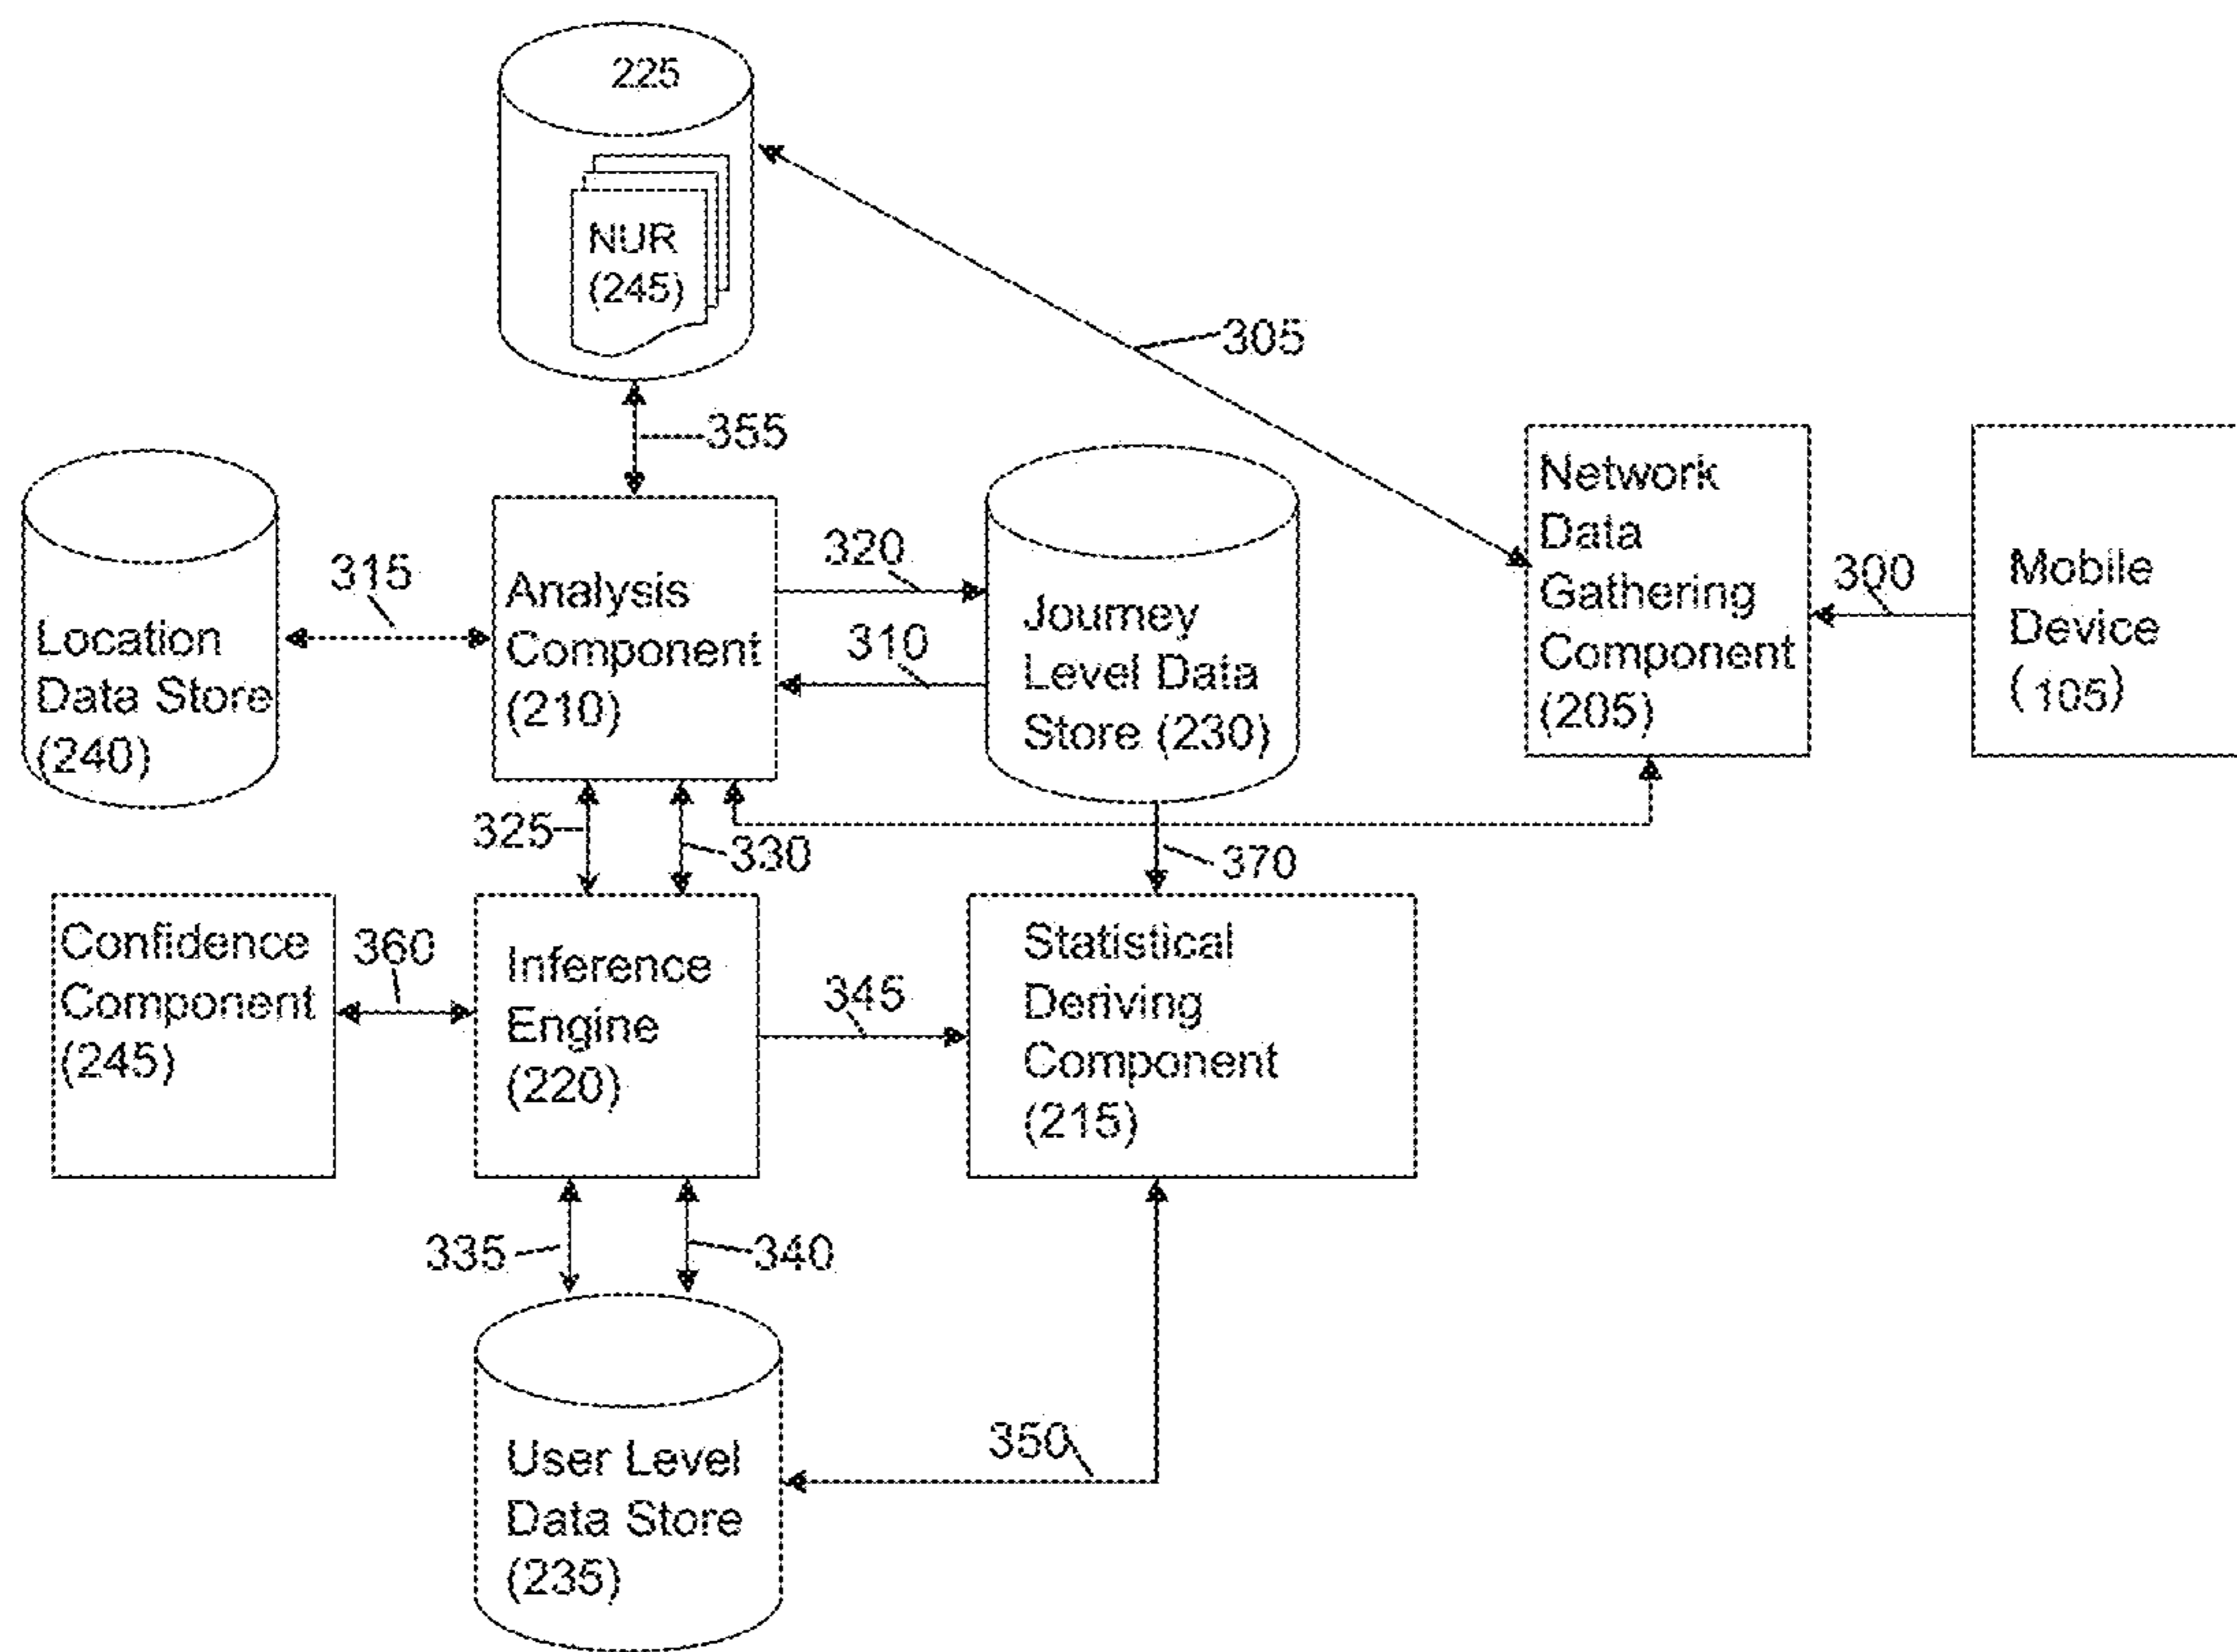 225
NUR
(245)
305
355
Location
Data Store
(240)
315
Analysis
Component
(210)
320
310
Journey
Level Data
Store (230)
Network
Data
Gathering
Component
(205)
300
Mobile
Device
(105)
325
330
370
Confidence
Component
(245)
360
Inference
Engine
(220)
345
Statistical
Deriving
Component
(215)
335
340
User Level
Data Store
(235)
350